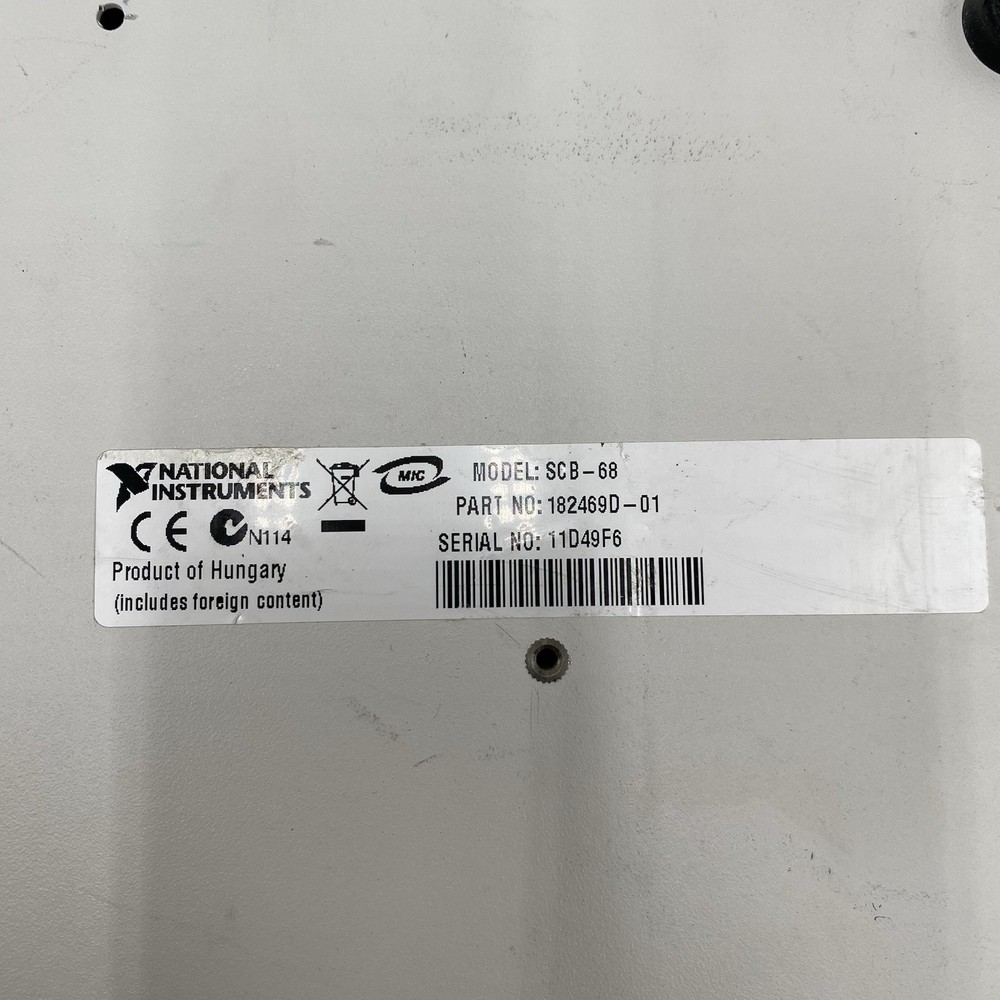 NATIONAL
INSTRUMENTS
MIC
MODEL: SCB-68
PART NO: 182469D-01
CE
N114
SERIAL NO: 11D49F6
Product of Hungary
(includes foreign content)